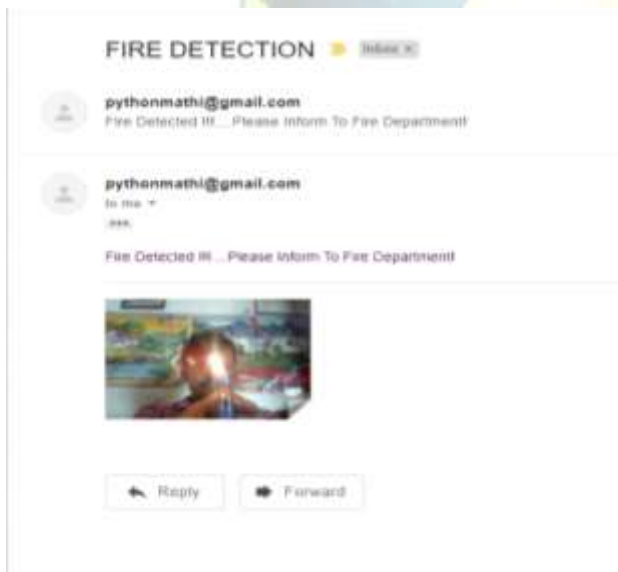 FIRE DETECTION Inbox ×
pythonmathi@gmail.com
Fire Detected !!!....Please Inform To Fire Department!!
pythonmathi@gmail.com
to me
Fire Detected !!!....Please Inform To Fire Department!!
Reply Forward